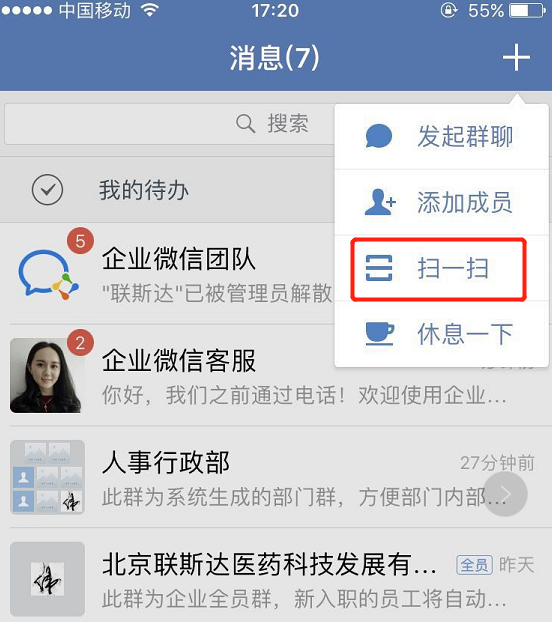 中国移动 17:20 55%
消息(7)
搜索
发起群聊
添加成员
扫一扫
休息一下
我的待办
5
企业微信团队
"联斯达"已被管理员解散
2
企业微信客服
你好，我们之前通过电话！欢迎使用企业...
人事行政部 27分钟前
此群为系统生成的部门群，方便部门内部...
北京联斯达医药科技发展有... 全员 昨天
此群为企业全员群，新入职的员工将自动...